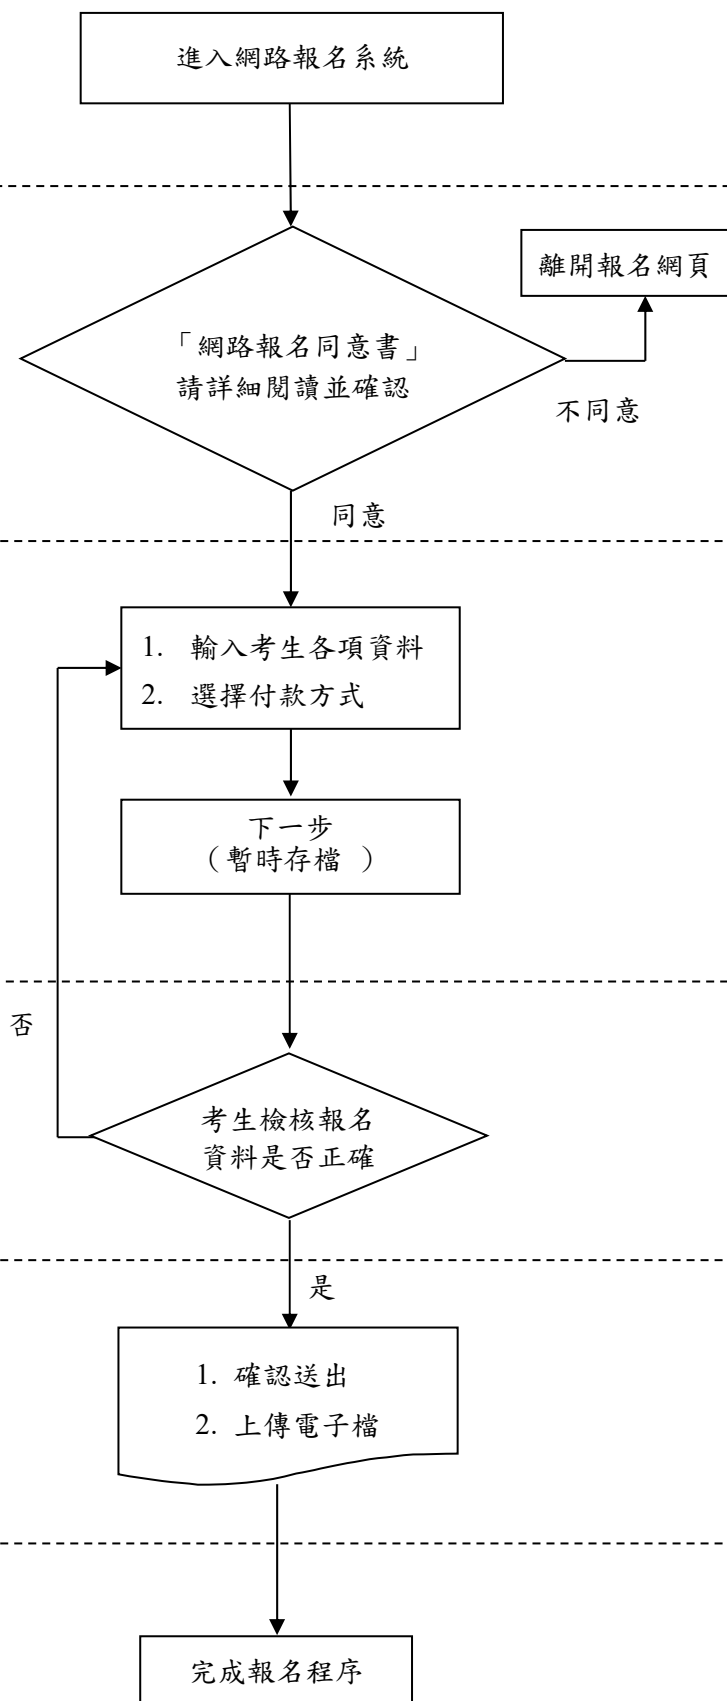 進入網路報名系統
離開報名網頁
「網路報名同意書」
請詳細閱讀並確認
不同意
同意
1. 輸入考生各項資料
2. 選擇付款方式
下一步
（暫時存檔 ）
否
考生檢核報名
資料是否正確
是
1. 確認送出
2. 上傳電子檔
完成報名程序